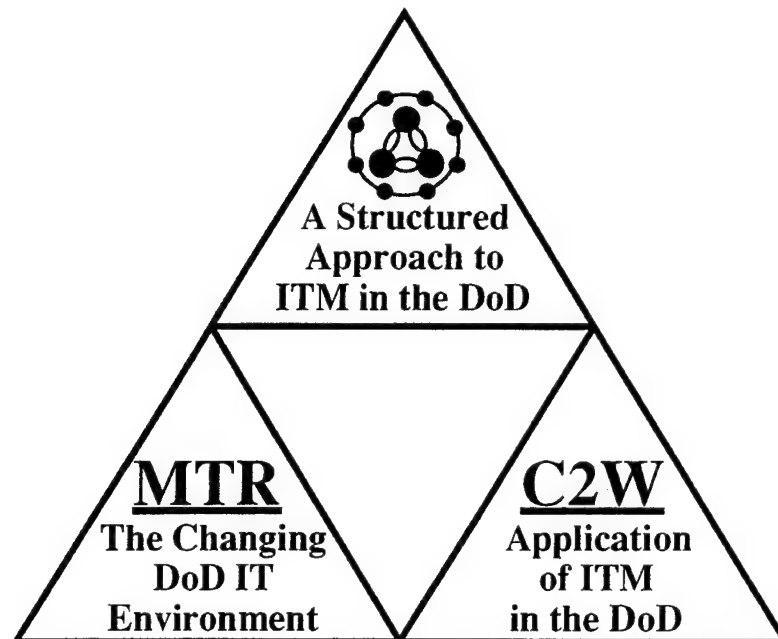 A Structured
Approach to
ITM in the DoD
MTR
The Changing
DoD IT
Environment
C2W
Application
of ITM
in the DoD